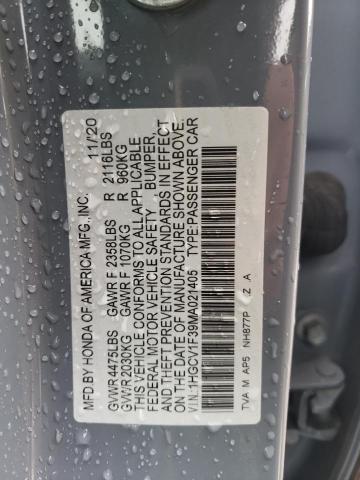 MFD BY HONDA OF AMERICA MFG., INC. 11/20
GVWR 4475LBS GAWR F 2358LBS R 2116LBS
GVWR 2030KG GAWR F 1070KG R 960KG
THIS VEHICLE CONFORMS TO ALL APPLICABLE
FEDERAL MOTOR VEHICLE SAFETY BUMPER,
AND THEFT PREVENTION STANDARDS IN EFFECT
ON THE DATE OF MANUFACTURE SHOWN ABOVE.
V.I.N.:1HGCV1F39MA021405 TYPE:PASSENGER CAR
TVA M AP5 NH877P Z A